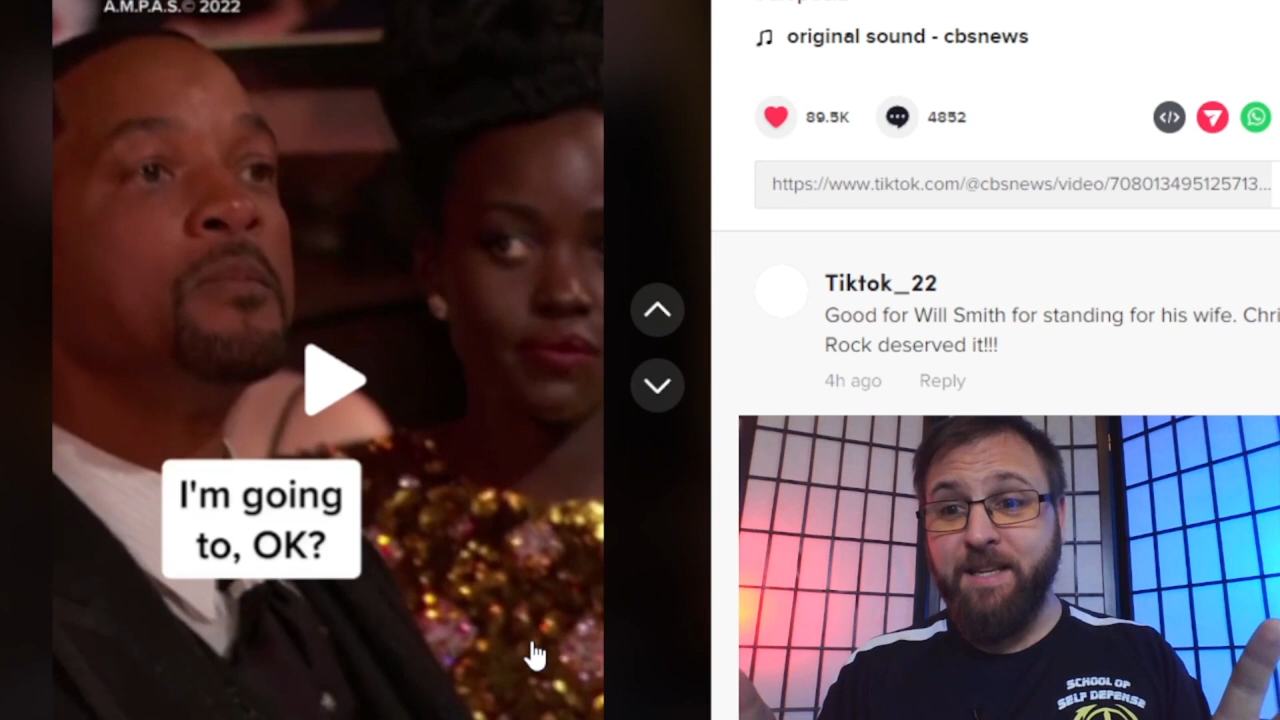 A.M.P.A.S.© 2022
I'm going
to, OK?
original sound - cbsnews
89.5K
4852
https://www.tiktok.com/@cbsnews/video/708013495125713...
Tiktok_22
Good for Will Smith for standing for his wife. Chri
Rock deserved it!!!
4h ago Reply
SCHOOL OF
SELF DEFENSE